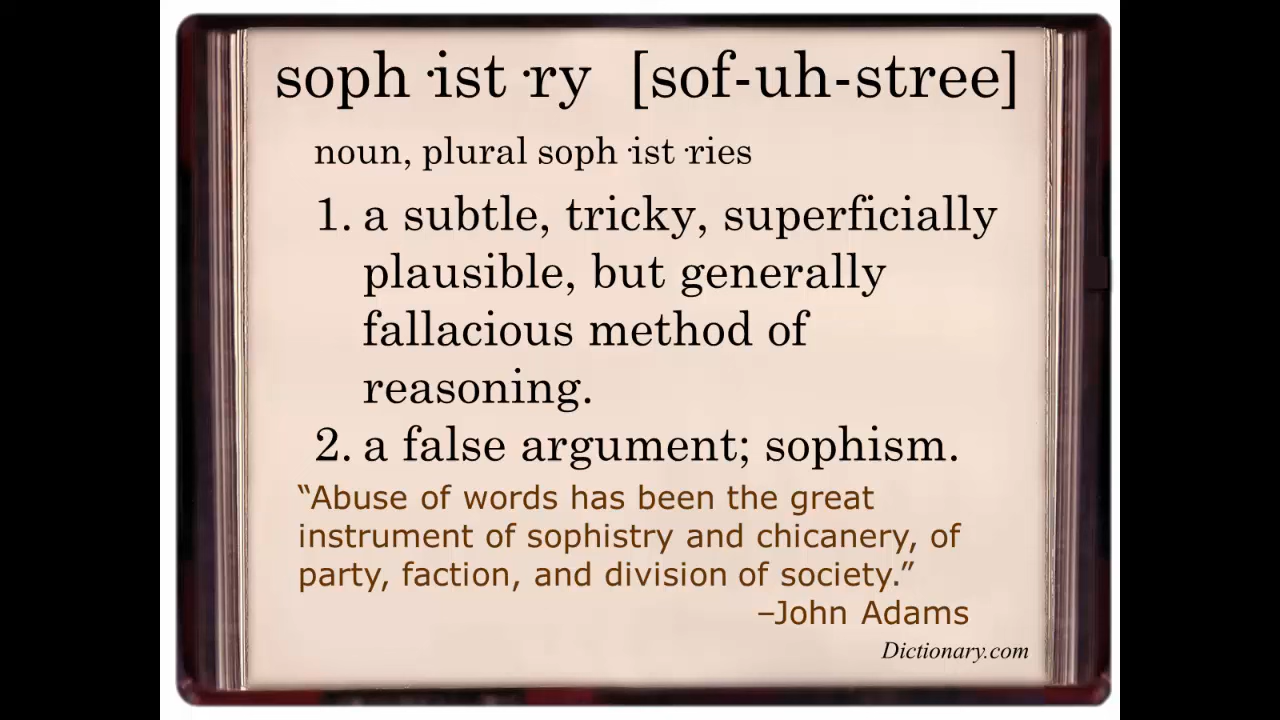 soph ·ist ·ry [sof-uh-stree]
noun, plural soph ·ist ·ries
1. a subtle, tricky, superficially
plausible, but generally
fallacious method of
reasoning.
2. a false argument; sophism.
“Abuse of words has been the great
instrument of sophistry and chicanery, of
party, faction, and division of society.”
–John Adams
Dictionary.com